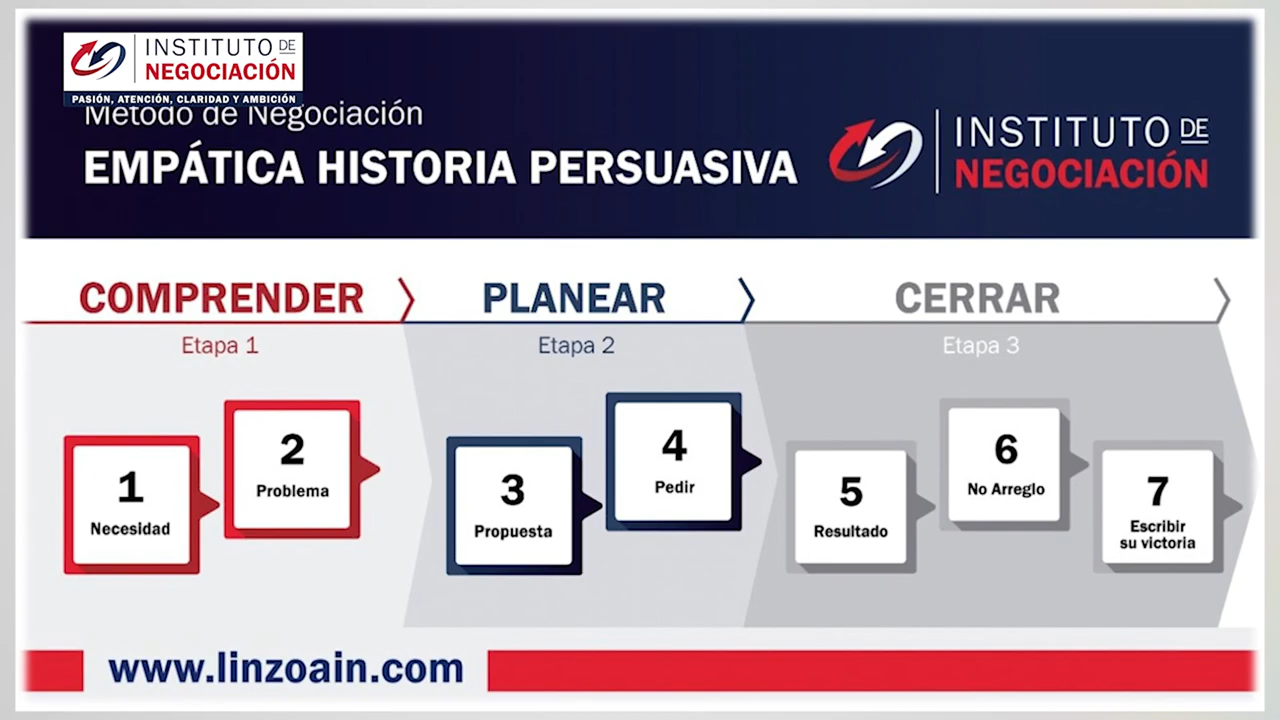 INSTITUTO DE
NEGOCIACIÓN
PASIÓN, ATENCIÓN, CLARIDAD Y AMBICIÓN
Método de Negociación
EMPÁTICA HISTORIA PERSUASIVA
INSTITUTO DE
NEGOCIACIÓN
COMPRENDER
PLANEAR
CERRAR
Etapa 1
Etapa 2
Etapa 3
1
Necesidad
2
Problema
3
Propuesta
4
Pedir
5
Resultado
6
No Arreglo
7
Escribir
su victoria
www.linzoain.com